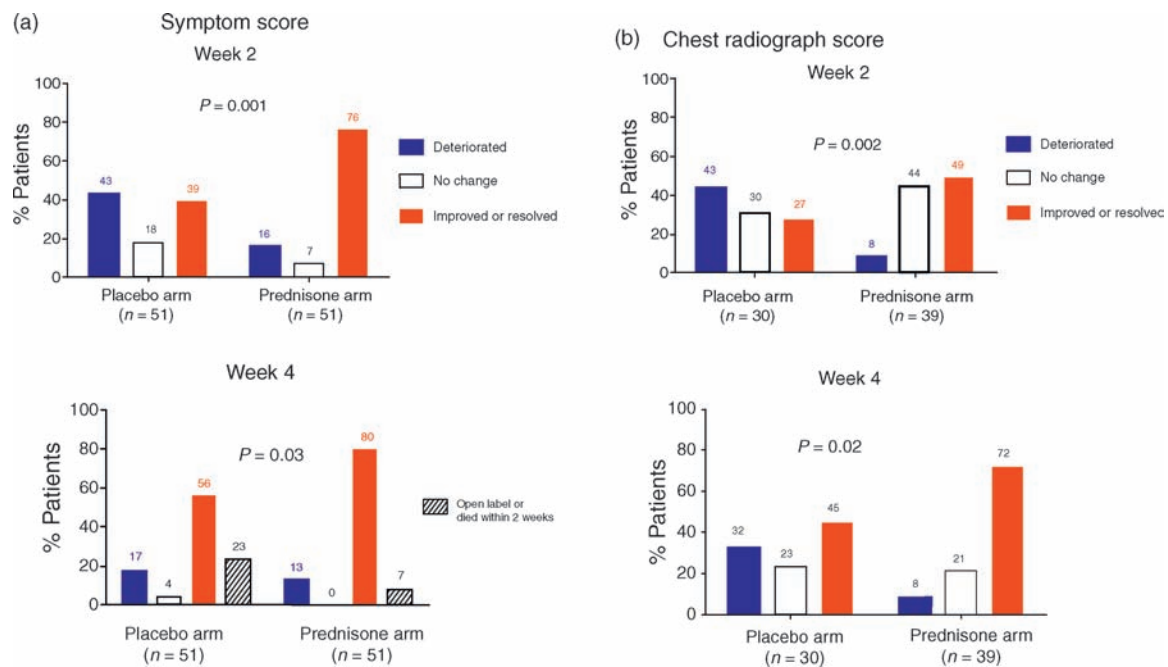 (a)
Symptom score
Week 2
100
80
60
40
20
0
% Patients
P = 0.001
43
18
39
16
7
76
Placebo arm
(n = 51)
Prednisone arm
(n = 51)
Deteriorated
No change
Improved or resolved
(b)
Chest radiograph score
Week 2
100
80
60
40
20
0
% Patients
P = 0.002
43
30
27
8
44
49
Placebo arm
(n = 30)
Prednisone arm
(n = 39)
Deteriorated
No change
Improved or resolved
Week 4
100
80
60
40
20
0
% Patients
P = 0.03
17
4
56
23
13
0
80
7
Placebo arm
(n = 51)
Prednisone arm
(n = 51)
Open label or
died within 2 weeks
Week 4
100
80
60
40
20
0
% Patients
P = 0.02
32
23
45
8
21
72
Placebo arm
(n = 30)
Prednisone arm
(n = 39)